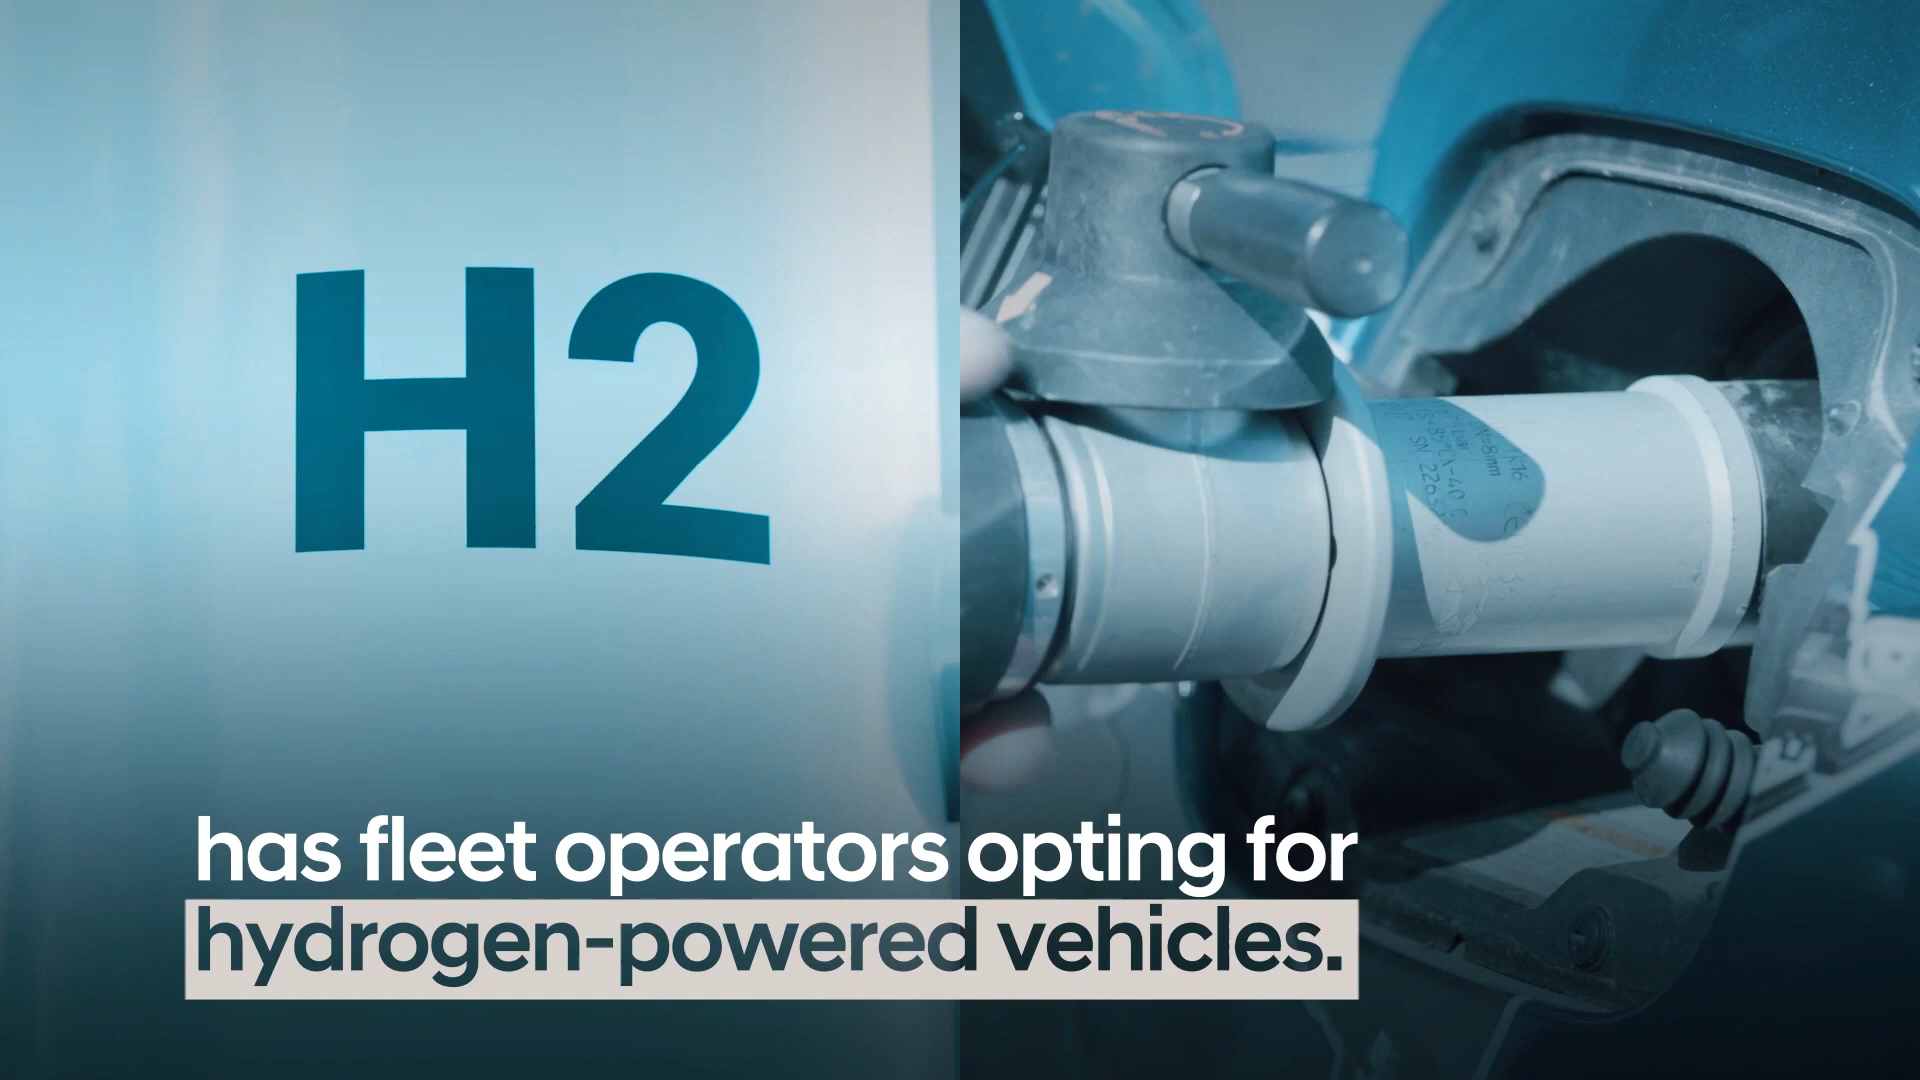 H2
has fleet operators opting for
hydrogen-powered vehicles.